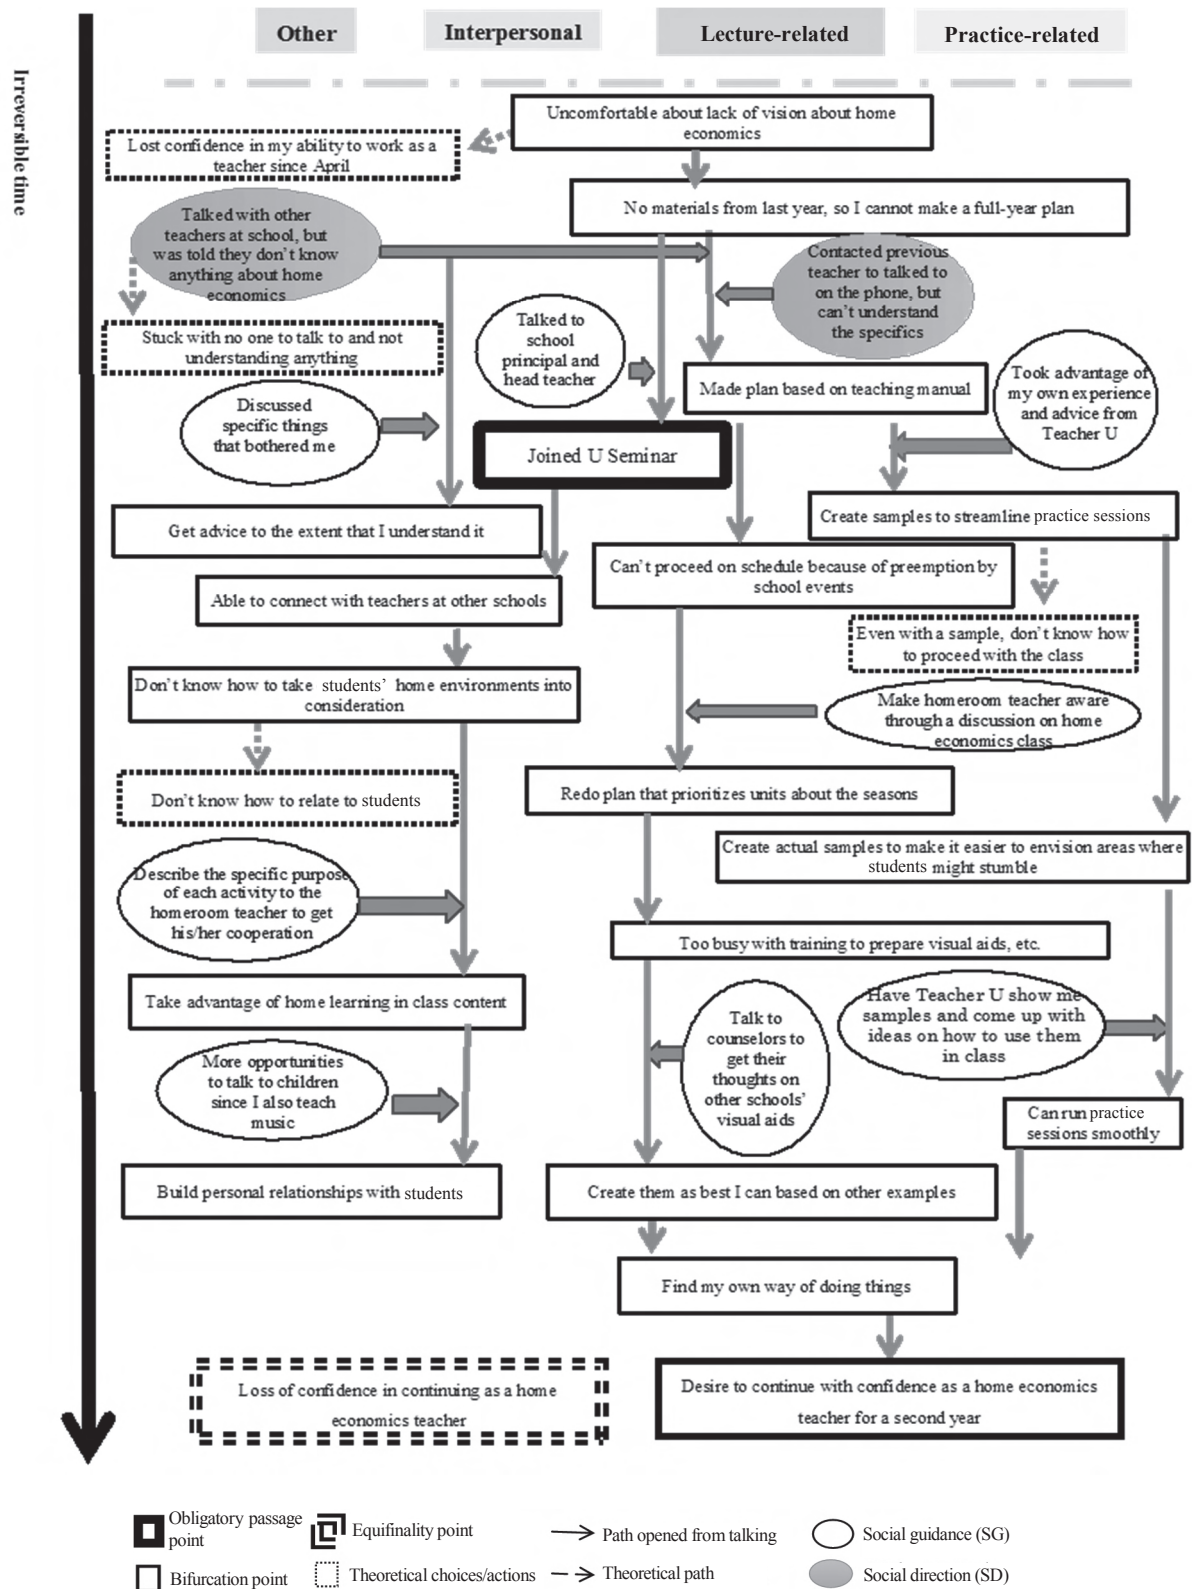 Other
Interpersonal
Lecture-related
Practice-related
Irreversible time
Uncomfortable about lack of vision about home
economics
Lost confidence in my ability to work as a
teacher since April
No materials from last year, so I cannot make a full-year plan
Talked with other
teachers at school, but
was told they don't know
anything about home
economics
Contacted previous
teacher to talked to
on the phone, but
can't understand
the specifics
Stuck with no one to talk to and not
understanding anything
Talked to
school
principal and
head teacher
Made plan based on teaching manual
Took advantage of
my own experience
and advice from
Teacher U
Discussed
specific things
that bothered me
Joined U Seminar
Get advice to the extent that I understand it
Create samples to streamline practice sessions
Can't proceed on schedule because of preemption by
school events
Able to connect with teachers at other schools
Even with a sample, don't know how
to proceed with the class
Don't know how to take students' home environments into
consideration
Make homeroom teacher aware
through a discussion on home
economics class
Don't know how to relate to students
Redo plan that prioritizes units about the seasons
Create actual samples to make it easier to envision areas where
students might stumble
Describe the specific purpose
of each activity to the
homeroom teacher to get
his/her cooperation
Too busy with training to prepare visual aids, etc.
Take advantage of home learning in class content
Talk to
counselors to
get their
thoughts on
other schools'
visual aids
Have Teacher U show me
samples and come up with
ideas on how to use them
in class
More opportunities
to talk to children
since I also teach
music
Can run practice
sessions smoothly
Build personal relationships with students
Create them as best I can based on other examples
Find my own way of doing things
Loss of confidence in continuing as a home
economics teacher
Desire to continue with confidence as a home economics
teacher for a second year
Obligatory passage
point
Equifinality point
Path opened from talking
Social guidance (SG)
Bifurcation point
Theoretical choices/actions
Theoretical path
Social direction (SD)